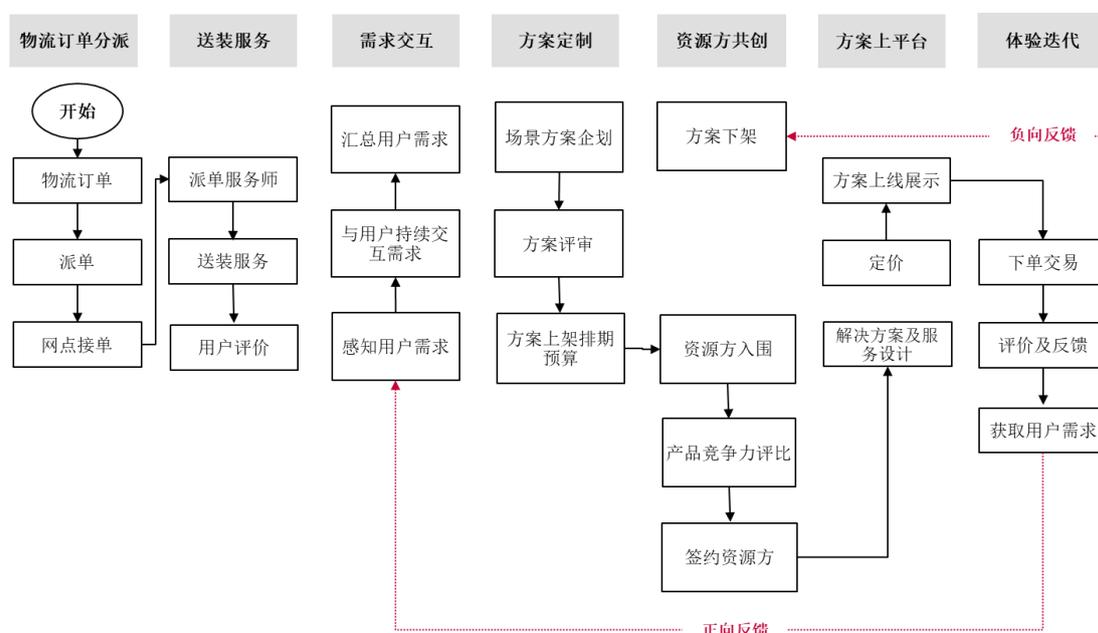 物流订单分派
送装服务
需求交互
方案定制
资源方共创
方案上平台
体验迭代
开始
物流订单
派单
网点接单
派单服务师
送装服务
用户评价
汇总用户需求
与用户持续交
互需求
感知用户需求
场景方案企划
方案评审
方案上架排期
预算
方案下架
资源方入围
产品竞争力评比
签约资源方
方案上线展示
定价
解决方案及服
务设计
负向反馈
下单交易
评价及反馈
获取用户需求
正向反馈